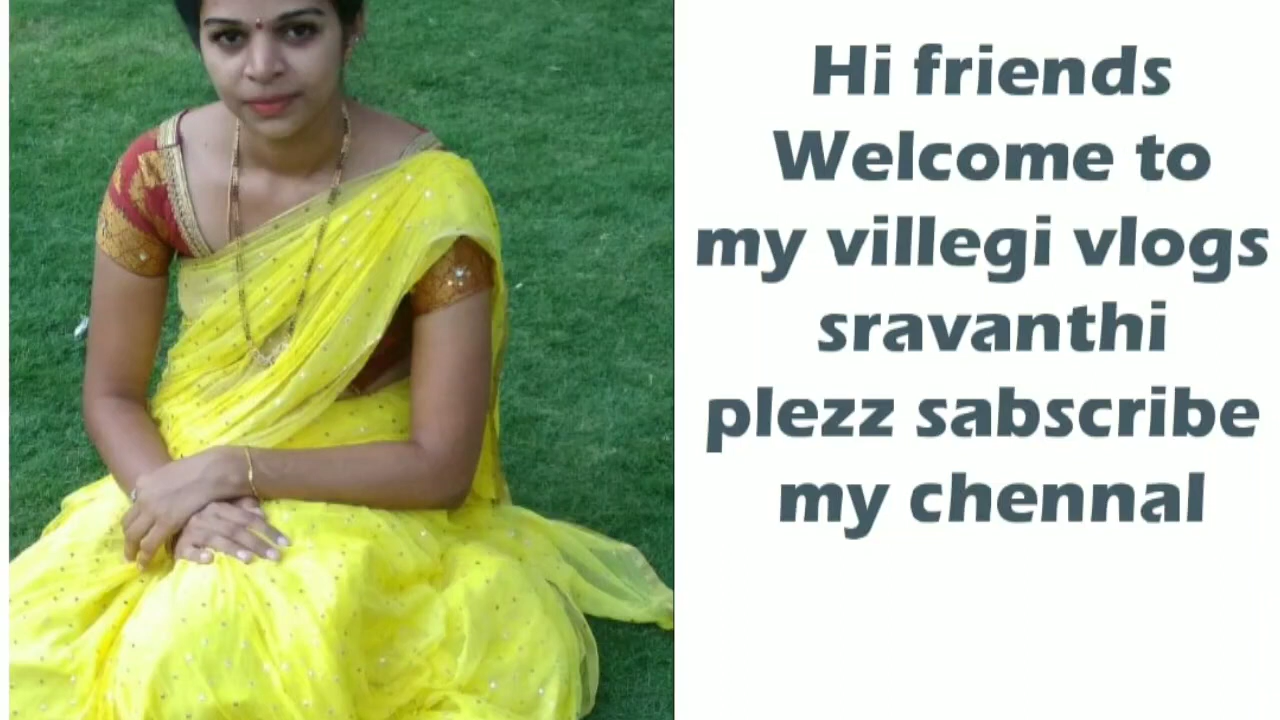 Hi friends
Welcome to
my villegi vlogs
sravanthi
plezz sabscribe
my chennal